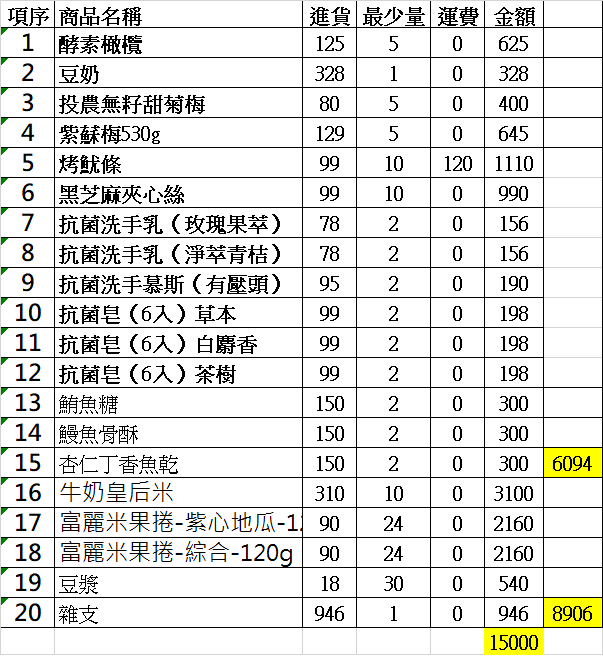 項序 商品名稱 進貨 最少量 運費 金額
1 酵素橄欖 125 5 0 625
2 豆奶 328 1 0 328
3 投農無籽甜菊梅 80 5 0 400
4 紫蘇梅530g 129 5 0 645
5 烤魷條 99 10 120 1110
6 黑芝麻夾心絲 99 10 0 990
7 抗菌洗手乳（玫瑰果萃） 78 2 0 156
8 抗菌洗手乳（淨萃青桔） 78 2 0 156
9 抗菌洗手慕斯（有壓頭） 95 2 0 190
10 抗菌皂（6入）草本 99 2 0 198
11 抗菌皂（6入）白麝香 99 2 0 198
12 抗菌皂（6入）茶樹 99 2 0 198
13 鮪魚糖 150 2 0 300
14 鰻魚骨酥 150 2 0 300
15 杏仁丁香魚乾 150 2 0 300 6094
16 牛奶皇后米 310 10 0 3100
17 富麗米果捲-紫心地瓜-12 90 24 0 2160
18 富麗米果捲-綜合-120g 90 24 0 2160
19 豆漿 18 30 0 540
20 雜支 946 1 0 946 8906
15000